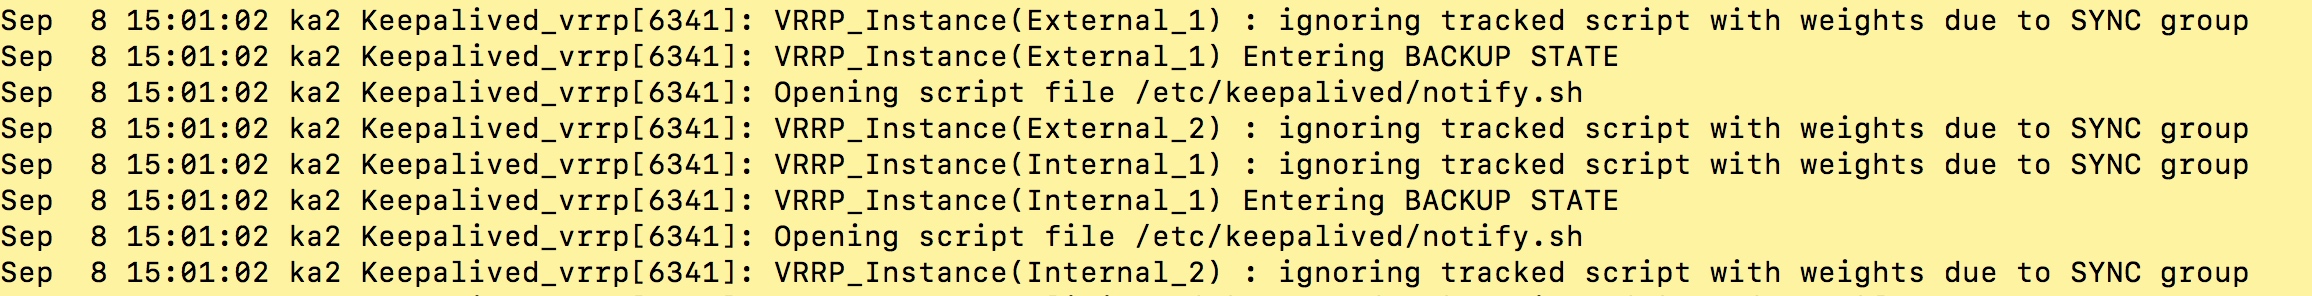 Sep  8 15:01:02 ka2 Keepalived_vrrp[6341]: VRRP_Instance(External_1) : ignoring tracked script with weights due to SYNC group
Sep  8 15:01:02 ka2 Keepalived_vrrp[6341]: VRRP_Instance(External_1) Entering BACKUP STATE
Sep  8 15:01:02 ka2 Keepalived_vrrp[6341]: Opening script file /etc/keepalived/notify.sh
Sep  8 15:01:02 ka2 Keepalived_vrrp[6341]: VRRP_Instance(External_2) : ignoring tracked script with weights due to SYNC group
Sep  8 15:01:02 ka2 Keepalived_vrrp[6341]: VRRP_Instance(Internal_1) : ignoring tracked script with weights due to SYNC group
Sep  8 15:01:02 ka2 Keepalived_vrrp[6341]: VRRP_Instance(Internal_1) Entering BACKUP STATE
Sep  8 15:01:02 ka2 Keepalived_vrrp[6341]: Opening script file /etc/keepalived/notify.sh
Sep  8 15:01:02 ka2 Keepalived_vrrp[6341]: VRRP_Instance(Internal_2) : ignoring tracked script with weights due to SYNC group